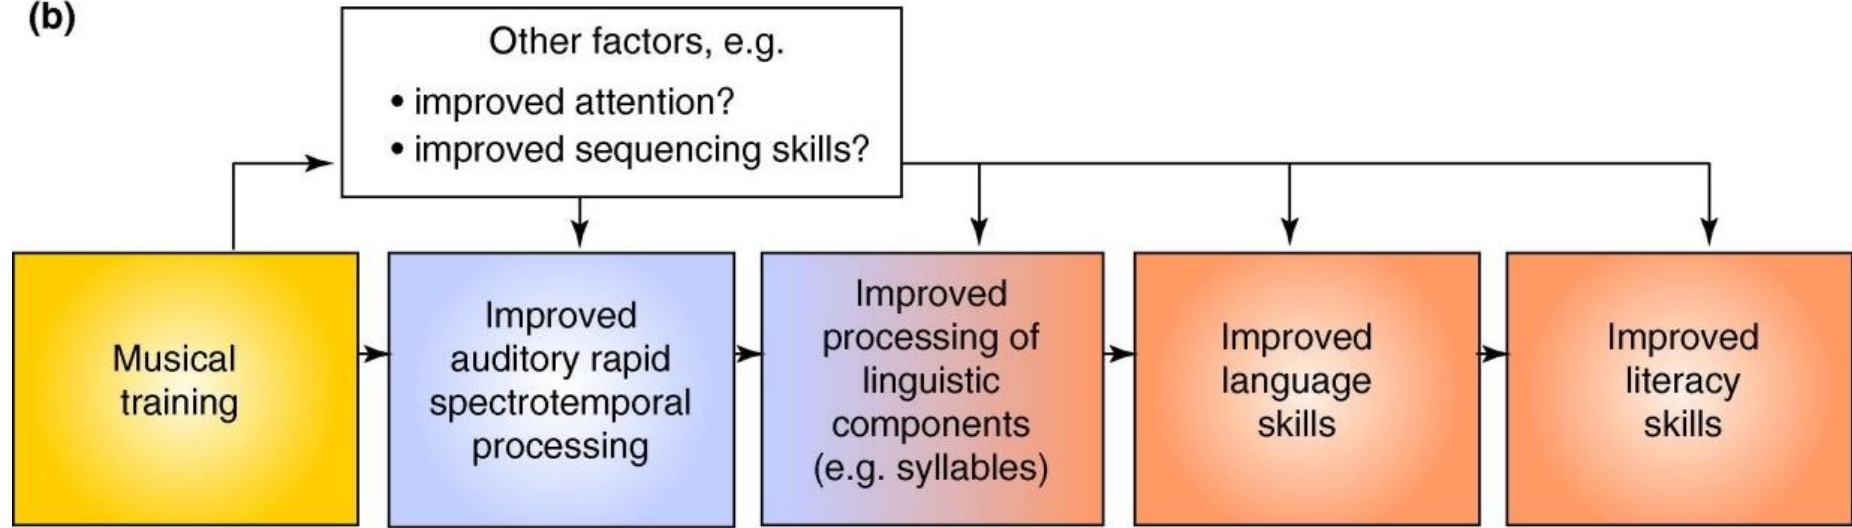 (b)
Other factors, e.g.
• improved attention?
• improved sequencing skills?
Musical
training
Improved
auditory rapid
spectrotemporal
processing
Improved
processing of
linguistic
components
(e.g. syllables)
Improved
language
skills
Improved
literacy
skills